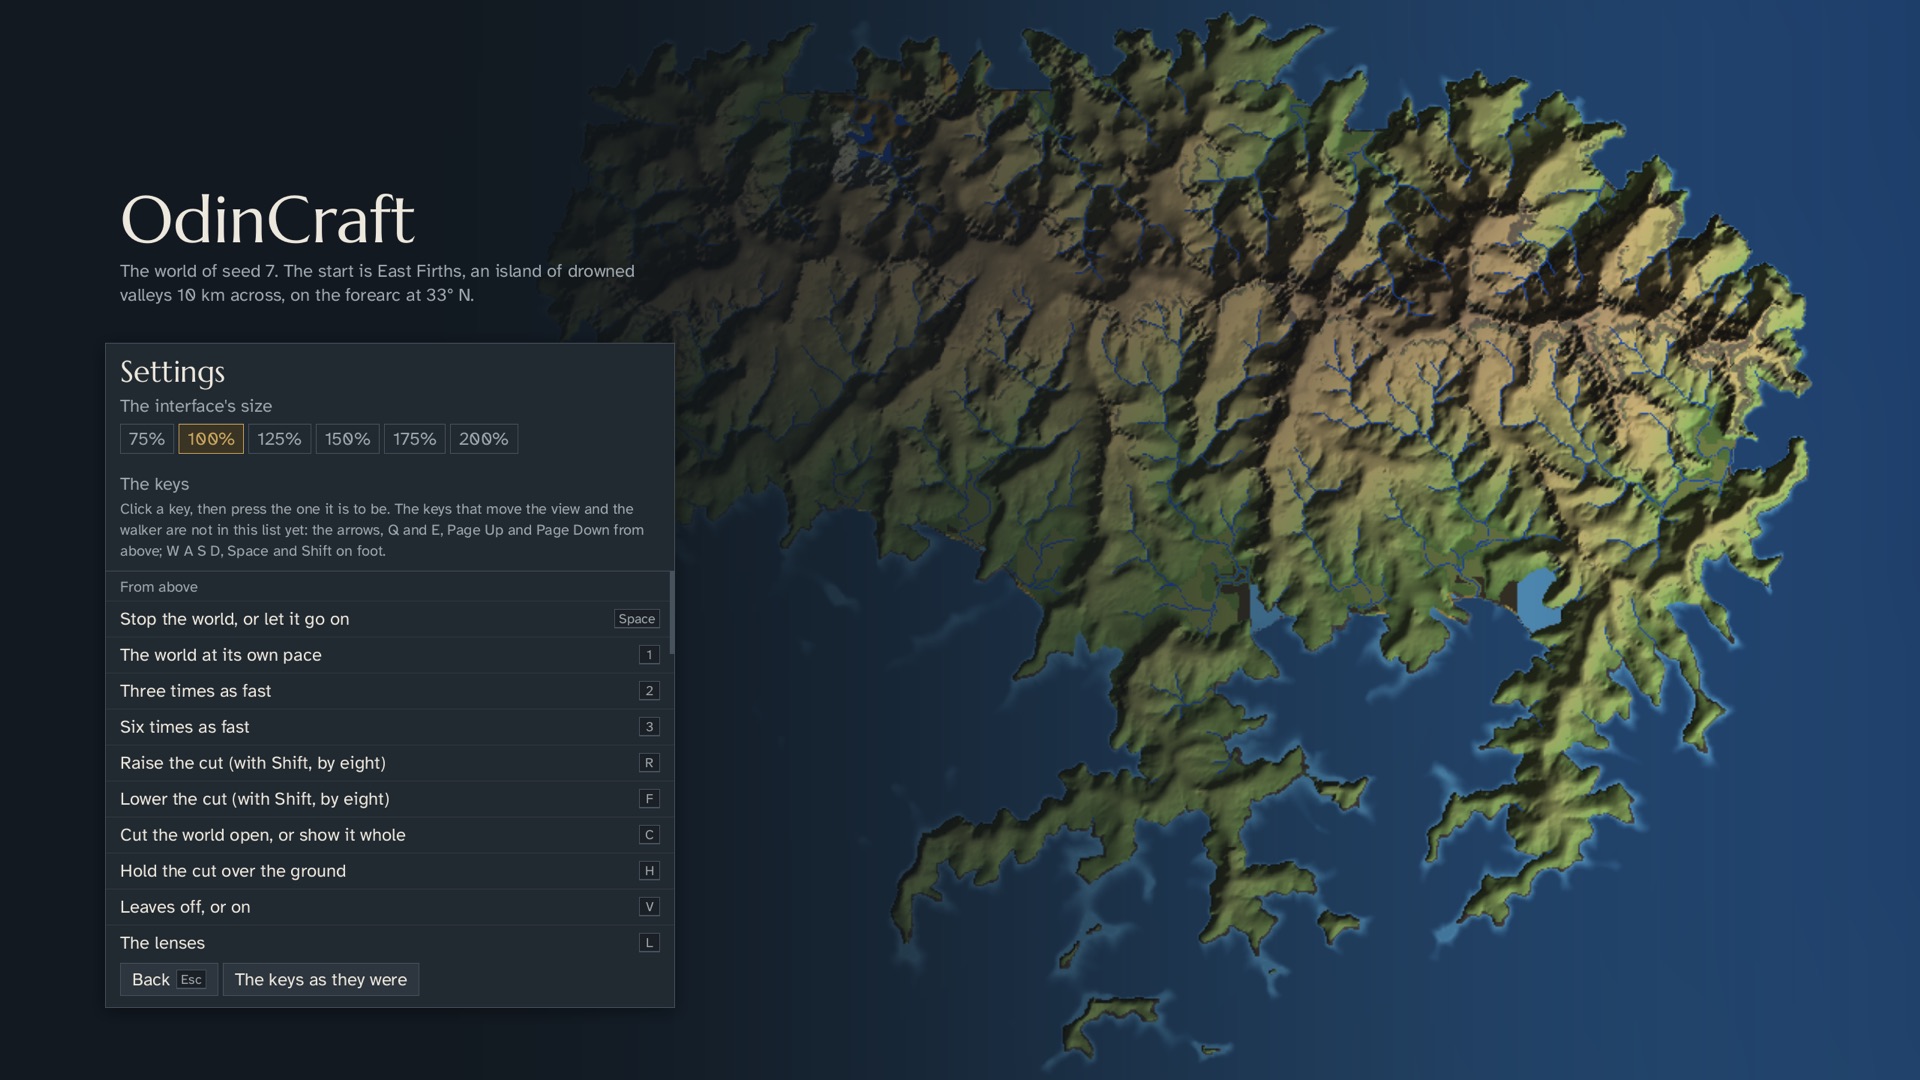 OdinCraft
The world of seed 7. The start is East Firths, an island of drowned
valleys 10 km across, on the forearc at 33° N.
Settings
The interface's size
75% 100% 125% 150% 175% 200%
The keys
Click a key, then press the one it is to be. The keys that move the view and the
walker are not in this list yet: the arrows, Q and E, Page Up and Page Down from
above; W A S D, Space and Shift on foot.
From above
Stop the world, or let it go on Space
The world at its own pace 1
Three times as fast 2
Six times as fast 3
Raise the cut (with Shift, by eight) R
Lower the cut (with Shift, by eight) F
Cut the world open, or show it whole C
Hold the cut over the ground H
Leaves off, or on V
The lenses L
Back Esc The keys as they were